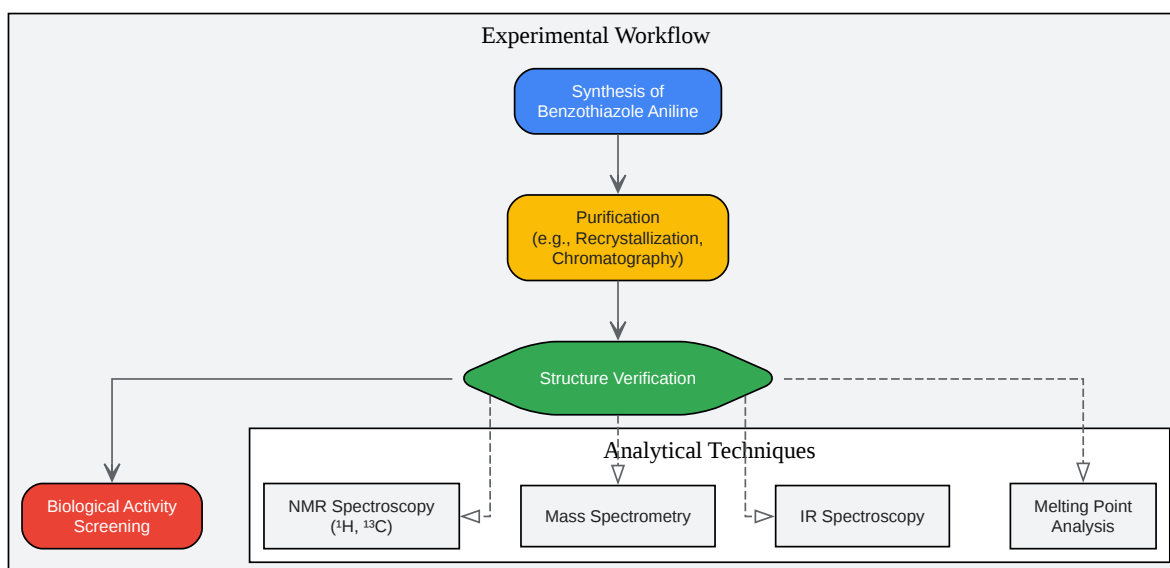 Experimental Workflow
Synthesis of
Benzothiazole Aniline
Purification
(e.g., Recrystallization,
Chromatography)
Structure Verification
Analytical Techniques
Biological Activity
Screening
NMR Spectroscopy
(¹H, ¹³C)
Mass Spectrometry
IR Spectroscopy
Melting Point
Analysis